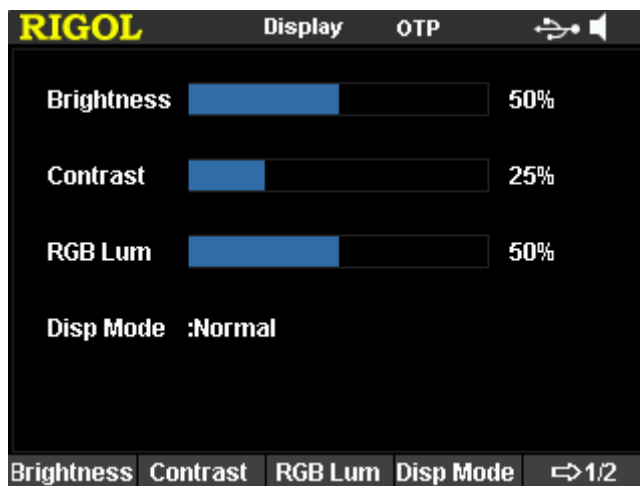 RIGOL Display OTP
Brightness 50%
Contrast 25%
RGB Lum 50%
Disp Mode :Normal
Brightness Contrast RGB Lum Disp Mode ⇨1/2